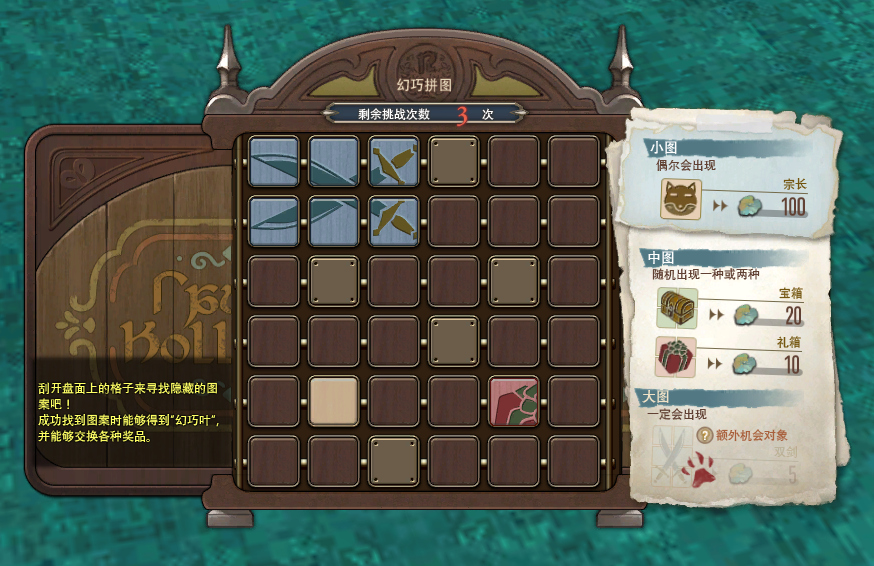 幻巧拼图
剩余挑战次数 3 次
小图
偶尔会出现
宗长
100
中图
随机出现一种或两种
宝箱
20
礼箱
10
大图
一定会出现
?额外机会对象
双剑
5
刮开盘面上的格子来寻找隐藏的图
案吧！
成功找到图案时能够得到“幻巧叶”，
并能够交换各种奖品。